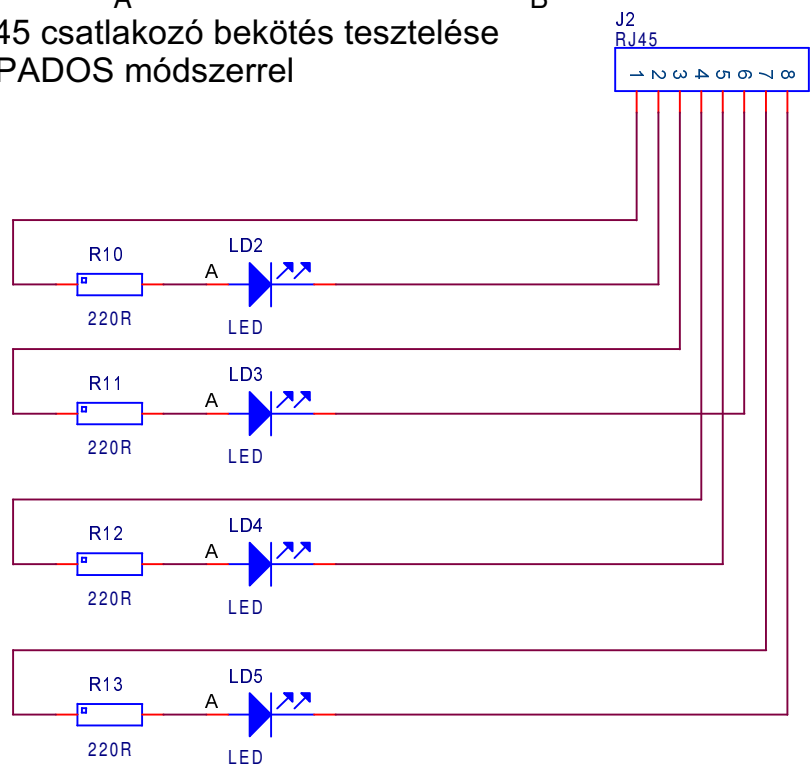 A B
45 csatlakozó bekötés tesztelése
PADOS módszerrel
J2
RJ45
1 2 3 4 5 6 7 8
R10 LD2
A
220R LED
R11 LD3
A
220R LED
R12 LD4
A
220R LED
R13 LD5
A
220R LED